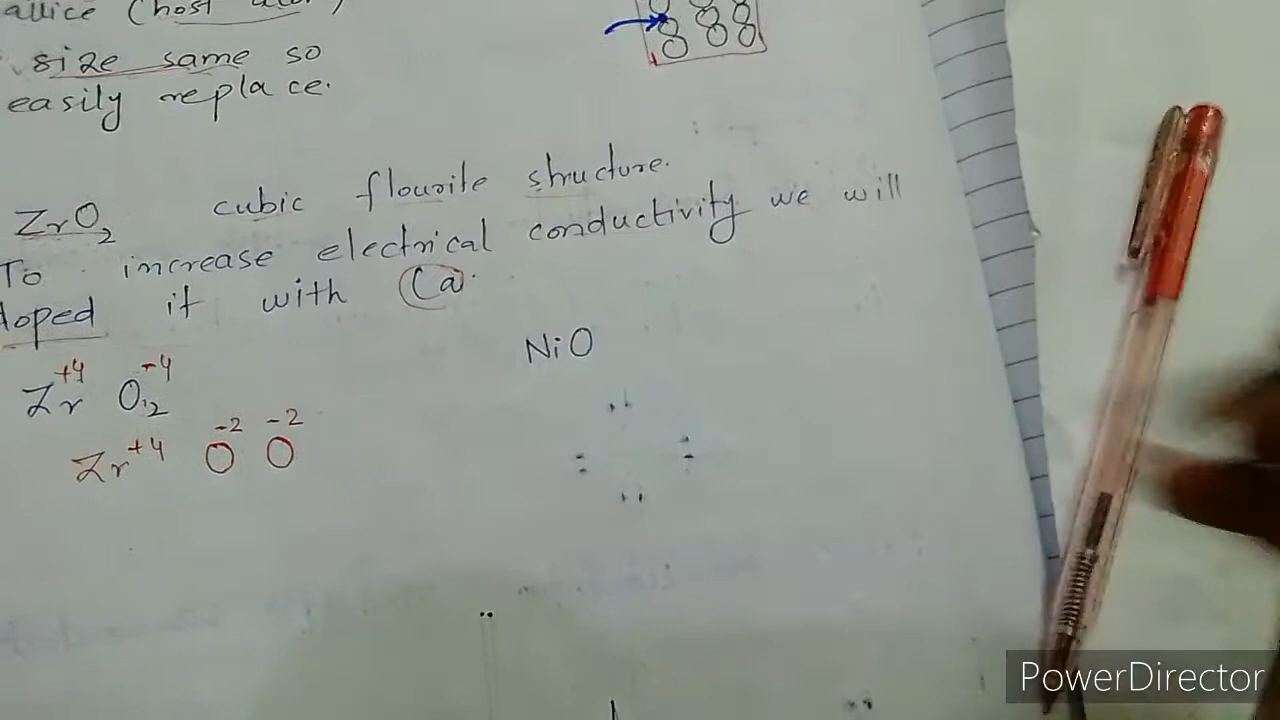 size same so
easily replace.
ZrO2 cubic flourite structure.
To increase electrical conductivity we will
doped it with Ca.
NiO
Zr+4 O2-4
Zr+4 O-2 O-2
PowerDirector